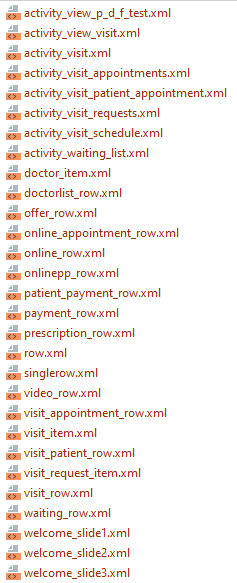 activity_view_p_d_f_test.xml
activity_view_visit.xml
activity_visit.xml
activity_visit_appointments.xml
activity_visit_patient_appointment.xml
activity_visit_requests.xml
activity_visit_schedule.xml
activity_waiting_list.xml
doctor_item.xml
doctorlist_row.xml
offer_row.xml
online_appointment_row.xml
online_row.xml
onlinepp_row.xml
patient_payment_row.xml
payment_row.xml
prescription_row.xml
row.xml
singlerow.xml
video_row.xml
visit_appointment_row.xml
visit_item.xml
visit_patient_row.xml
visit_request_item.xml
visit_row.xml
waiting_row.xml
welcome_slide1.xml
welcome_slide2.xml
welcome_slide3.xml